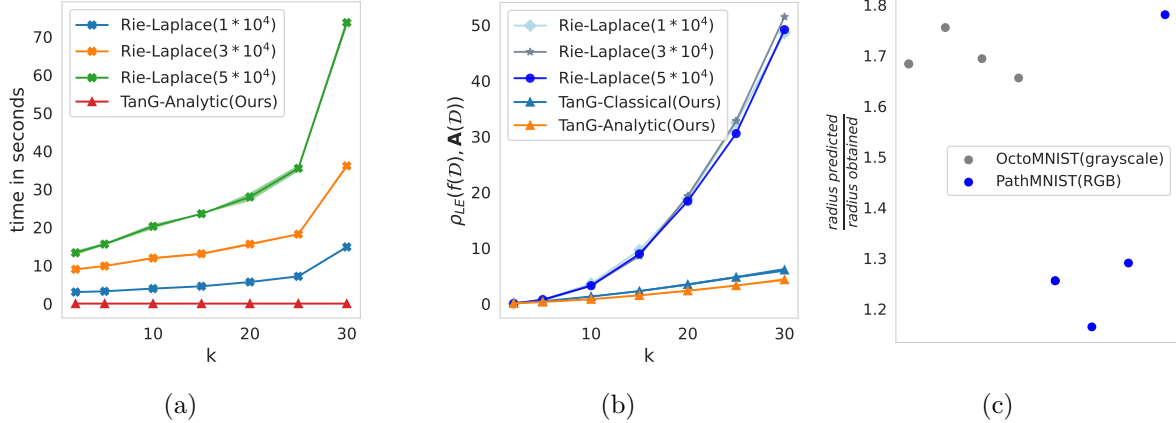 time in seconds
70
60
50
40
30
20
10
0
Rie-Laplace(1 * 10⁴)
Rie-Laplace(3 * 10⁴)
Rie-Laplace(5 * 10⁴)
TanG-Analytic(Ours)
10
20
30
k
(a)
ρ_LE(f(𝒟), A(𝒟))
50
40
30
20
10
0
Rie-Laplace(1 * 10⁴)
Rie-Laplace(3 * 10⁴)
Rie-Laplace(5 * 10⁴)
TanG-Classical(Ours)
TanG-Analytic(Ours)
10
20
30
k
(b)
radius predicted
radius obtained
1.8
1.7
1.6
1.5
1.4
1.3
1.2
OctoMNIST(grayscale)
PathMNIST(RGB)
(c)